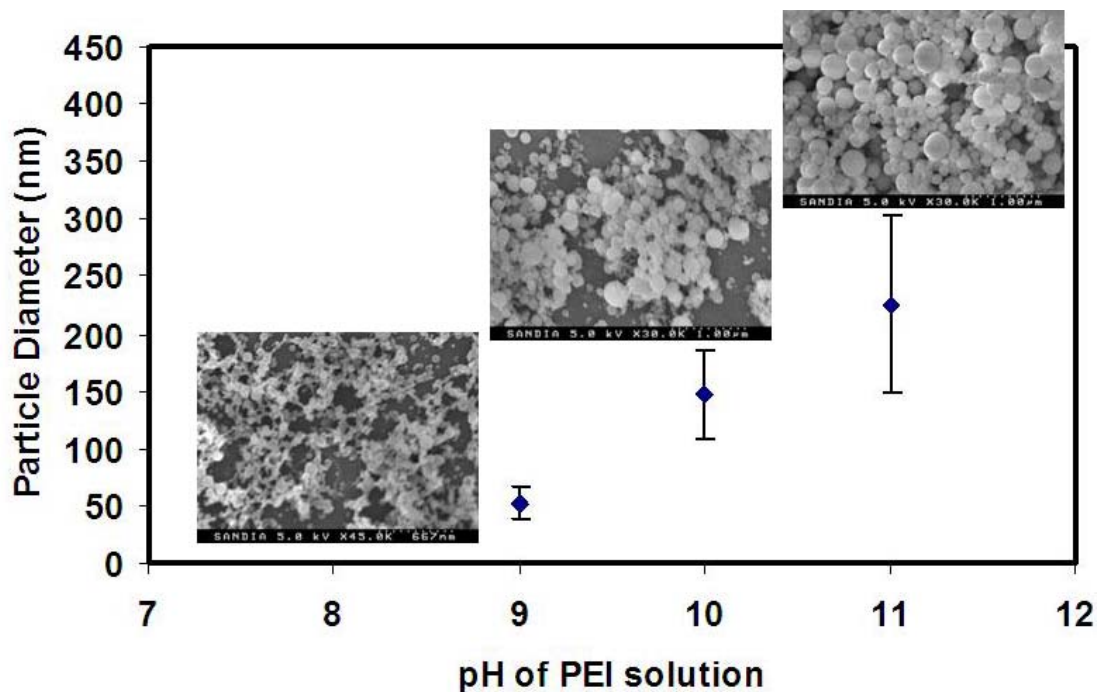 450
400
350
300
250
200
150
100
50
0
Particle Diameter (nm)
SANDIA 5.0 kV X45.0K 667nm
SANDIA 5.0 kV X30.0K 1.00µm
SANDIA 5.0 kV X30.0K 1.00µm
7 8 9 10 11 12
pH of PEI solution